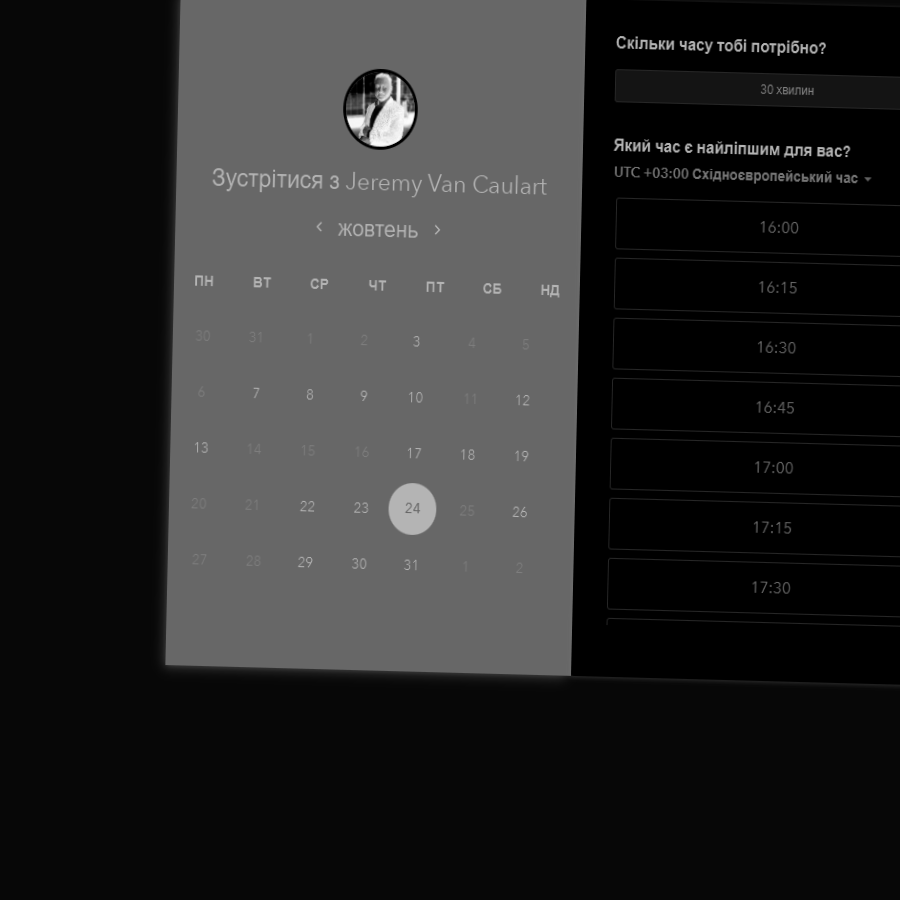 Зустрітися з Jeremy Van Caulart
‹ жовтень ›
ПН ВТ СР ЧТ ПТ СБ НД
30 31 1 2 3 4 5
6 7 8 9 10 11 12
13 14 15 16 17 18 19
20 21 22 23 24 25 26
27 28 29 30 31 1 2
Скільки часу тобі потрібно?
30 хвилин
Який час є найліпшим для вас?
UTC +03:00 Східноєвропейський час
16:00
16:15
16:30
16:45
17:00
17:15
17:30